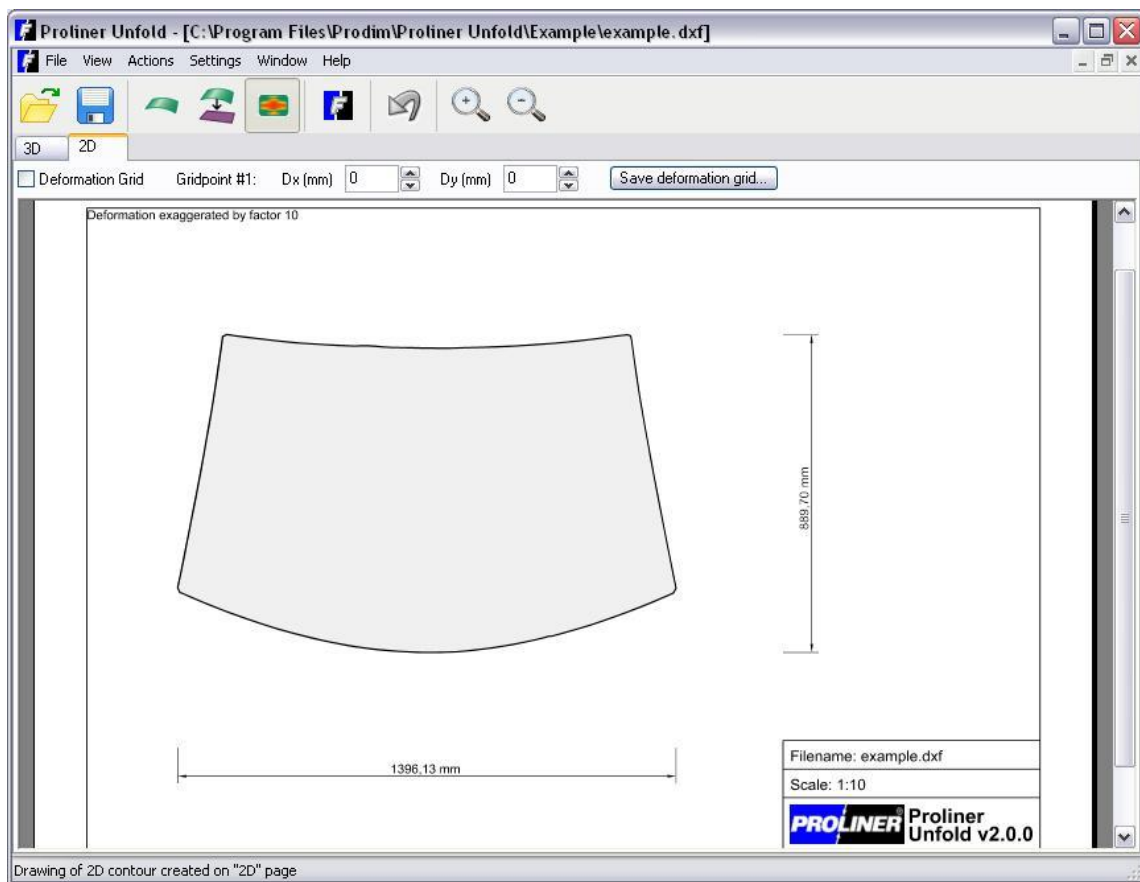 Proliner Unfold - [C:\Program Files\Prodim\Proliner Unfold\Example\example.dxf]
File View Actions Settings Window Help
3D 2D
Deformation Grid Gridpoint #1: Dx (mm) 0 Dy (mm) 0 Save deformation grid...
Deformation exaggerated by factor 10
889.70 mm
1396,13 mm
Filename: example.dxf
Scale: 1:10
PROLINER® Proliner
Unfold v2.0.0
Drawing of 2D contour created on "2D" page